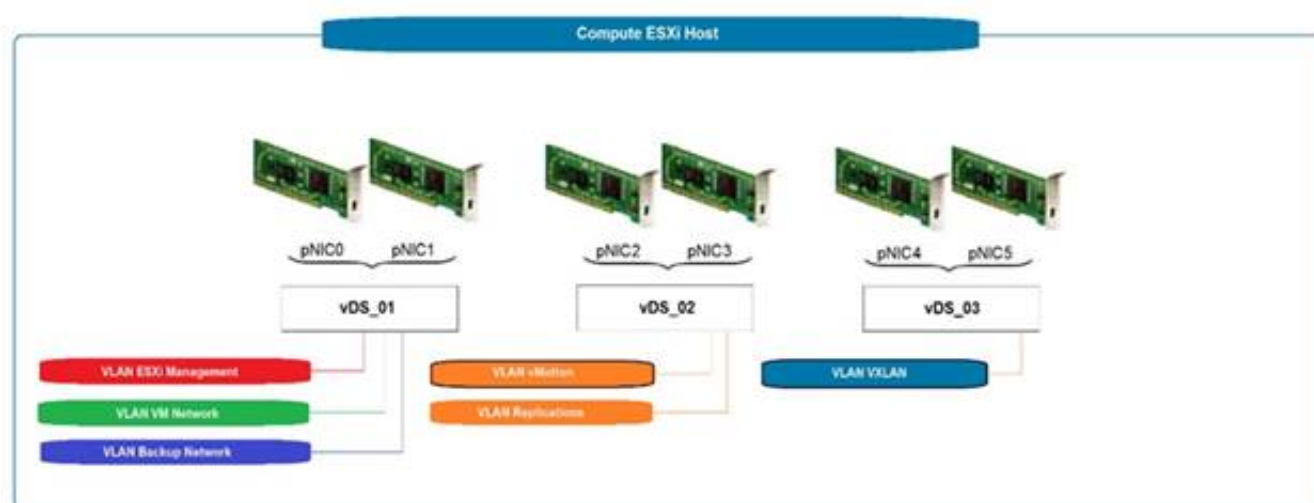 Compute ESXi Host
pNIC0 pNIC1 pNIC2 pNIC3 pNIC4 pNIC5
vDS_01 vDS_02 vDS_03
VLAN ESXi Management VLAN vMotion VLAN VXLAN
VLAN VM Network VLAN Replications
VLAN Backup Network